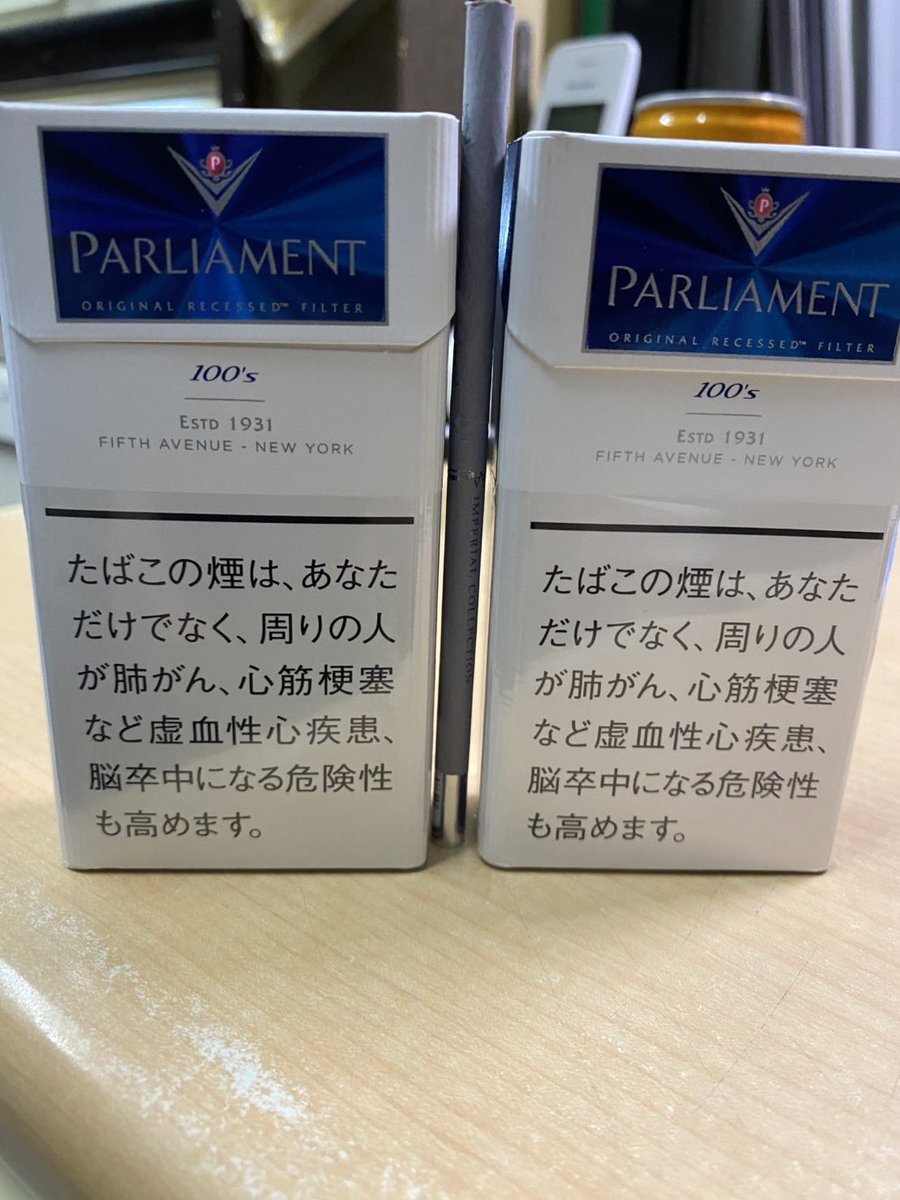 P
PARLIAMENT
ORIGINAL RECESSED™ FILTER
100's
ESTD 1931
FIFTH AVENUE - NEW YORK
たばこの煙は、あなた
だけでなく、周りの人
が肺がん、心筋梗塞
など虚血性心疾患、
脳卒中になる危険性
も高めます。
IMPERIAL COLLECTION
P
PARLIAMENT
ORIGINAL RECESSED™ FILTER
100's
ESTD 1931
FIFTH AVENUE - NEW YORK
たばこの煙は、あなた
だけでなく、周りの人
が肺がん、心筋梗塞
など虚血性心疾患、
脳卒中になる危険性
も高めます。